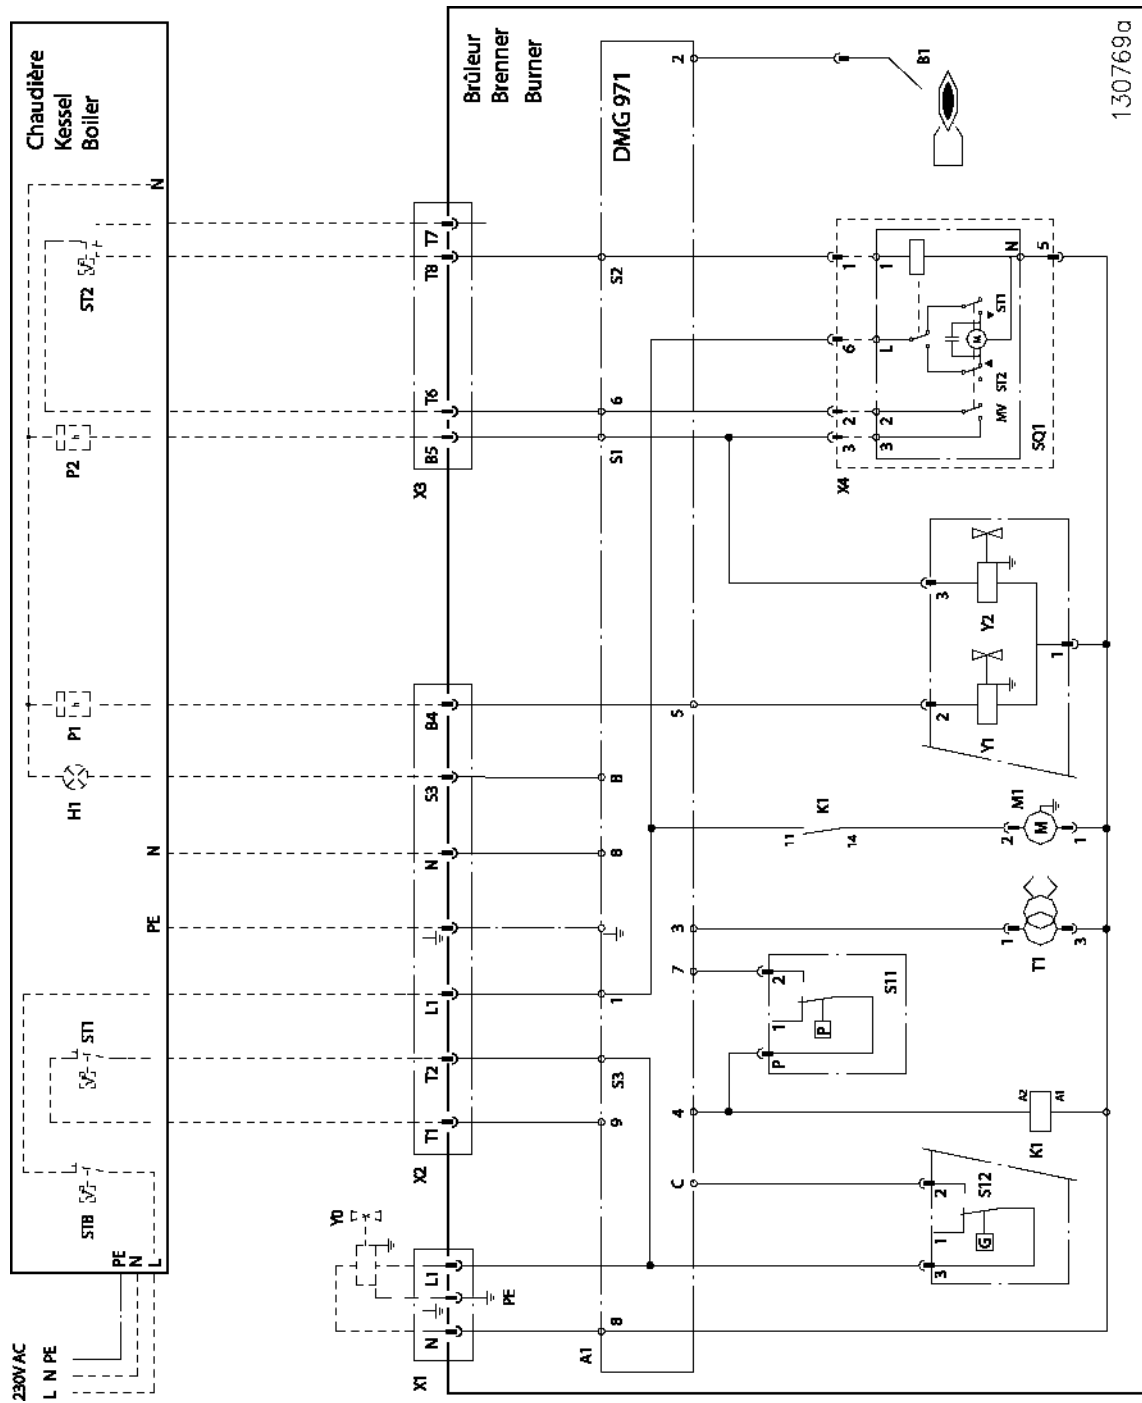 230V AC
L N PE
Chaudière
Kessel
Boiler
PE
N
L
STB
ST1
PE
N
H1
P1
P2
ST2
N
Y0
X1
N
L1
PE
X2
T1
T2
L1
N
S3
B4
X3
B5
T6
T8
T7
Brûleur
Brenner
Burner
A1
8
9
S3
1
8
B
S1
6
S2
DMG 971
C
4
7
3
5
2
3
1
2
G
S12
K1
A2
A1
P
1
2
P
S11
1
3
T1
11
14
K1
2
1
M
M1
2
3
1
Y1
Y2
X4
3
2
6
1
3
2
L
1
N
5
MV
ST2
ST1
M
SQ1
B1
130769a